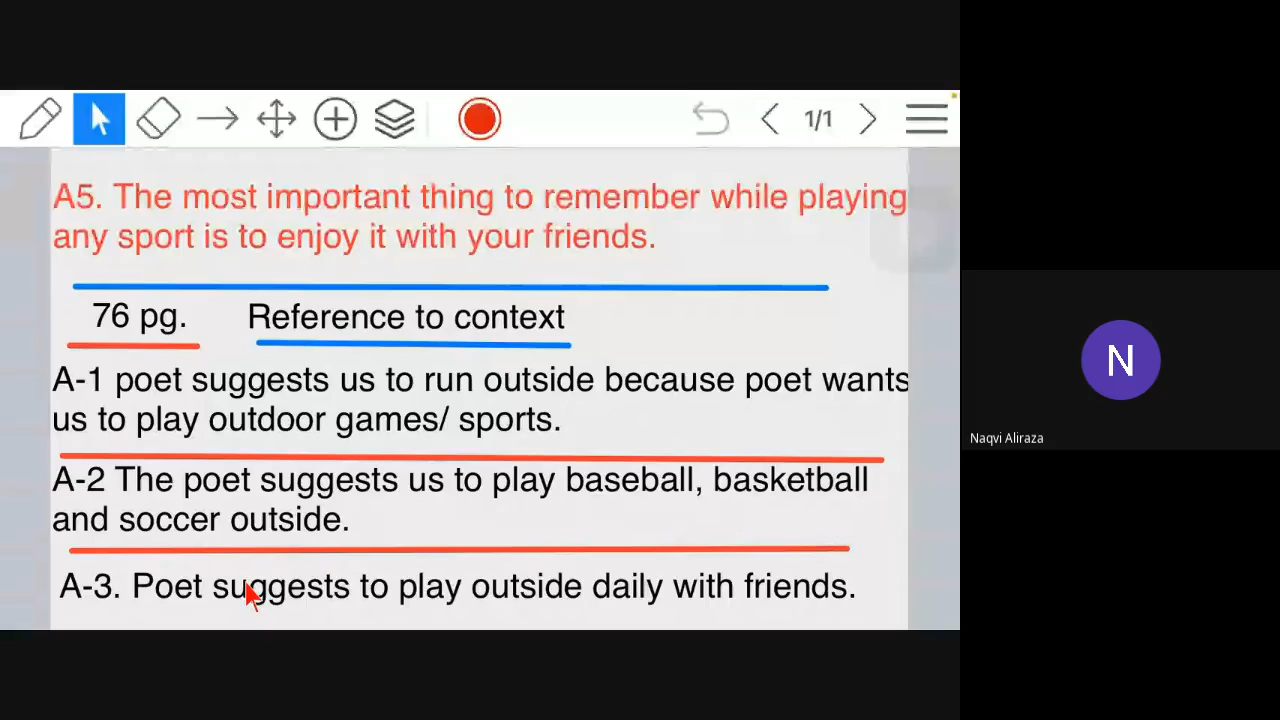 1/1
A5. The most important thing to remember while playing
any sport is to enjoy it with your friends.
76 pg. Reference to context
A-1 poet suggests us to run outside because poet wants
us to play outdoor games/ sports.
A-2 The poet suggests us to play baseball, basketball
and soccer outside.
A-3. Poet suggests to play outside daily with friends.
N
Naqvi Aliraza